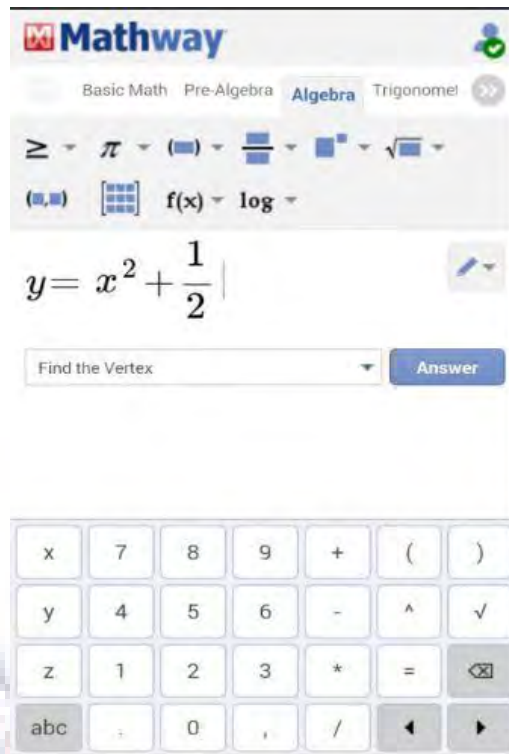 Mathway
Basic Math Pre-Algebra Algebra Trigonomet
≥ π (■) ■/■ ■^■ √■
(■,■) [■] f(x) log
y= x² + 1/2
Find the Vertex Answer
x 7 8 9 + ( )
y 4 5 6 - ^ √
z 1 2 3 * =
abc . 0 , /